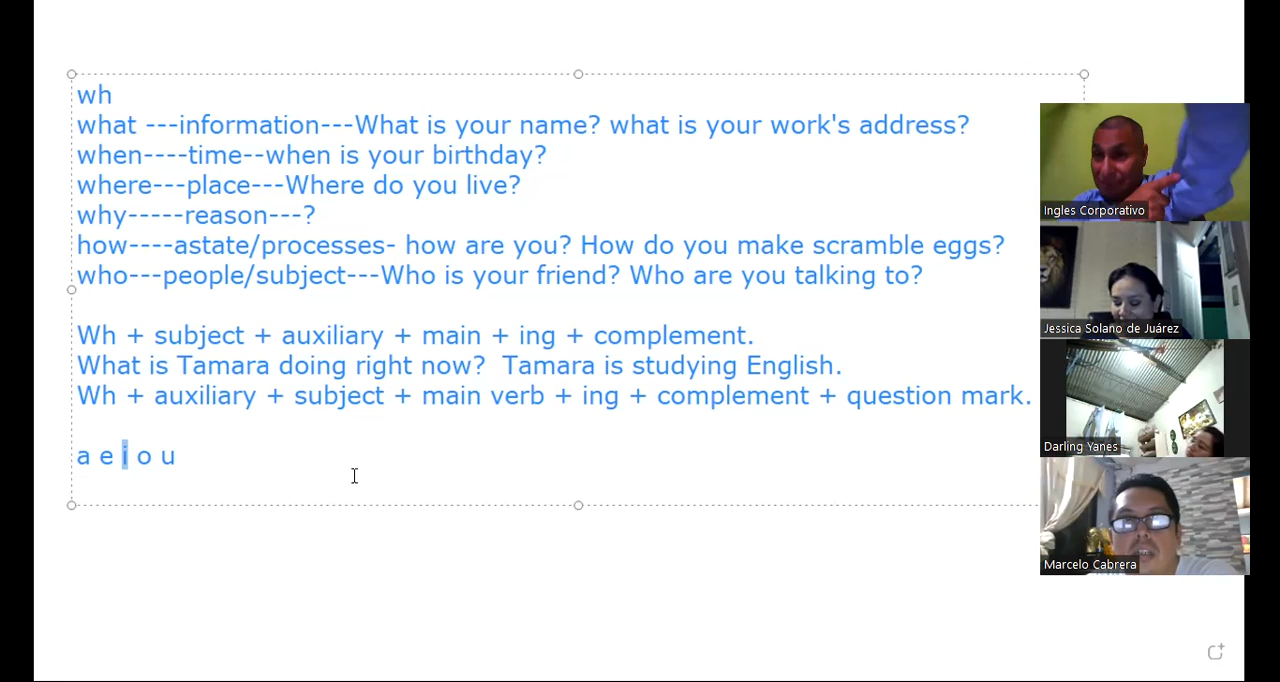 wh
what ---information---What is your name? what is your work's address?
when----time--when is your birthday?
where---place---Where do you live?
why-----reason---?
how----astate/processes- how are you? How do you make scramble eggs?
who---people/subject---Who is your friend? Who are you talking to?
Wh + subject + auxiliary + main + ing + complement.
What is Tamara doing right now?  Tamara is studying English.
Wh + auxiliary + subject + main verb + ing + complement + question mark.
a e i o u
Ingles Corporativo
Jessica Solano de Juárez
Darling Yanes
Marcelo Cabrera